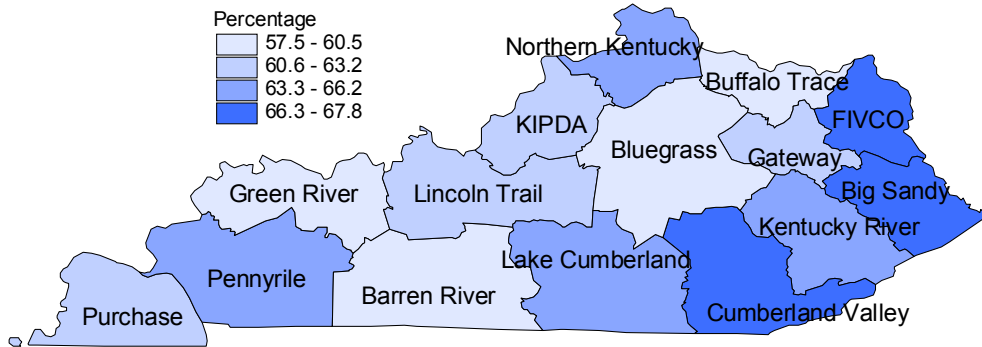 Percentage
57.5 - 60.5
60.6 - 63.2
63.3 - 66.2
66.3 - 67.8
Northern Kentucky
Buffalo Trace
KIPDA
FIVCO
Bluegrass
Gateway
Green River
Lincoln Trail
Big Sandy
Kentucky River
Pennyrile
Lake Cumberland
Barren River
Purchase
Cumberland Valley